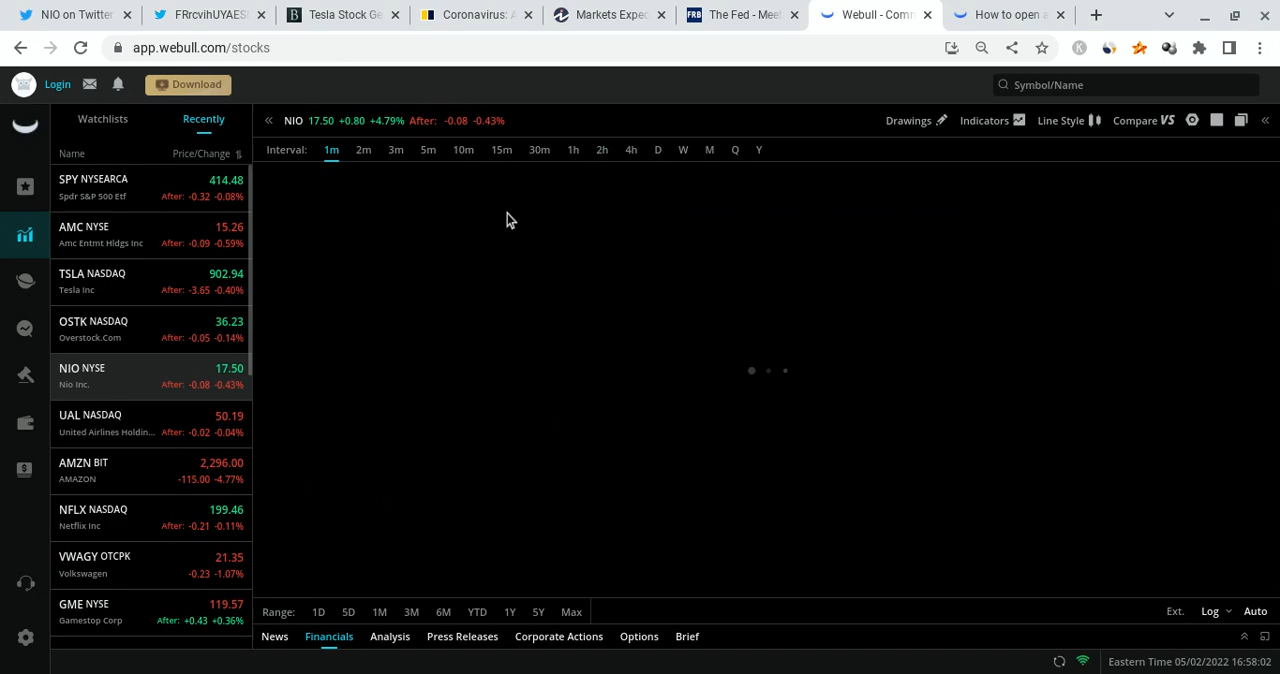 NIO on Twitter
FRrcvihUYAES
Tesla Stock Ge
Coronavirus: A
Markets Expec
FRB The Fed - Meet
Webull - Comm
How to open a
app.webull.com/stocks
K
Login
Download
Symbol/Name
Watchlists Recently
Name Price/Change
SPY NYSEARCA 414.48
Spdr S&P 500 Etf After: -0.32 -0.08%
AMC NYSE 15.26
Amc Entmt Hldgs Inc After: -0.09 -0.59%
TSLA NASDAQ 902.94
Tesla Inc After: -3.65 -0.40%
OSTK NASDAQ 36.23
Overstock.Com After: -0.05 -0.14%
NIO NYSE 17.50
Nio Inc. After: -0.08 -0.43%
UAL NASDAQ 50.19
United Airlines Holdin... After: -0.02 -0.04%
AMZN BIT 2,296.00
AMAZON -115.00 -4.77%
NFLX NASDAQ 199.46
Netflix Inc After: -0.21 -0.11%
VWAGY OTCPK 21.35
Volkswagen -0.23 -1.07%
GME NYSE 119.57
Gamestop Corp After: +0.43 +0.36%
NIO 17.50 +0.80 +4.79% After: -0.08 -0.43%
Drawings Indicators Line Style Compare VS
Interval: 1m 2m 3m 5m 10m 15m 30m 1h 2h 4h D W M Q Y
Range: 1D 5D 1M 3M 6M YTD 1Y 5Y Max
Ext. Log Auto
News Financials Analysis Press Releases Corporate Actions Options Brief
Eastern Time 05/02/2022 16:58:02